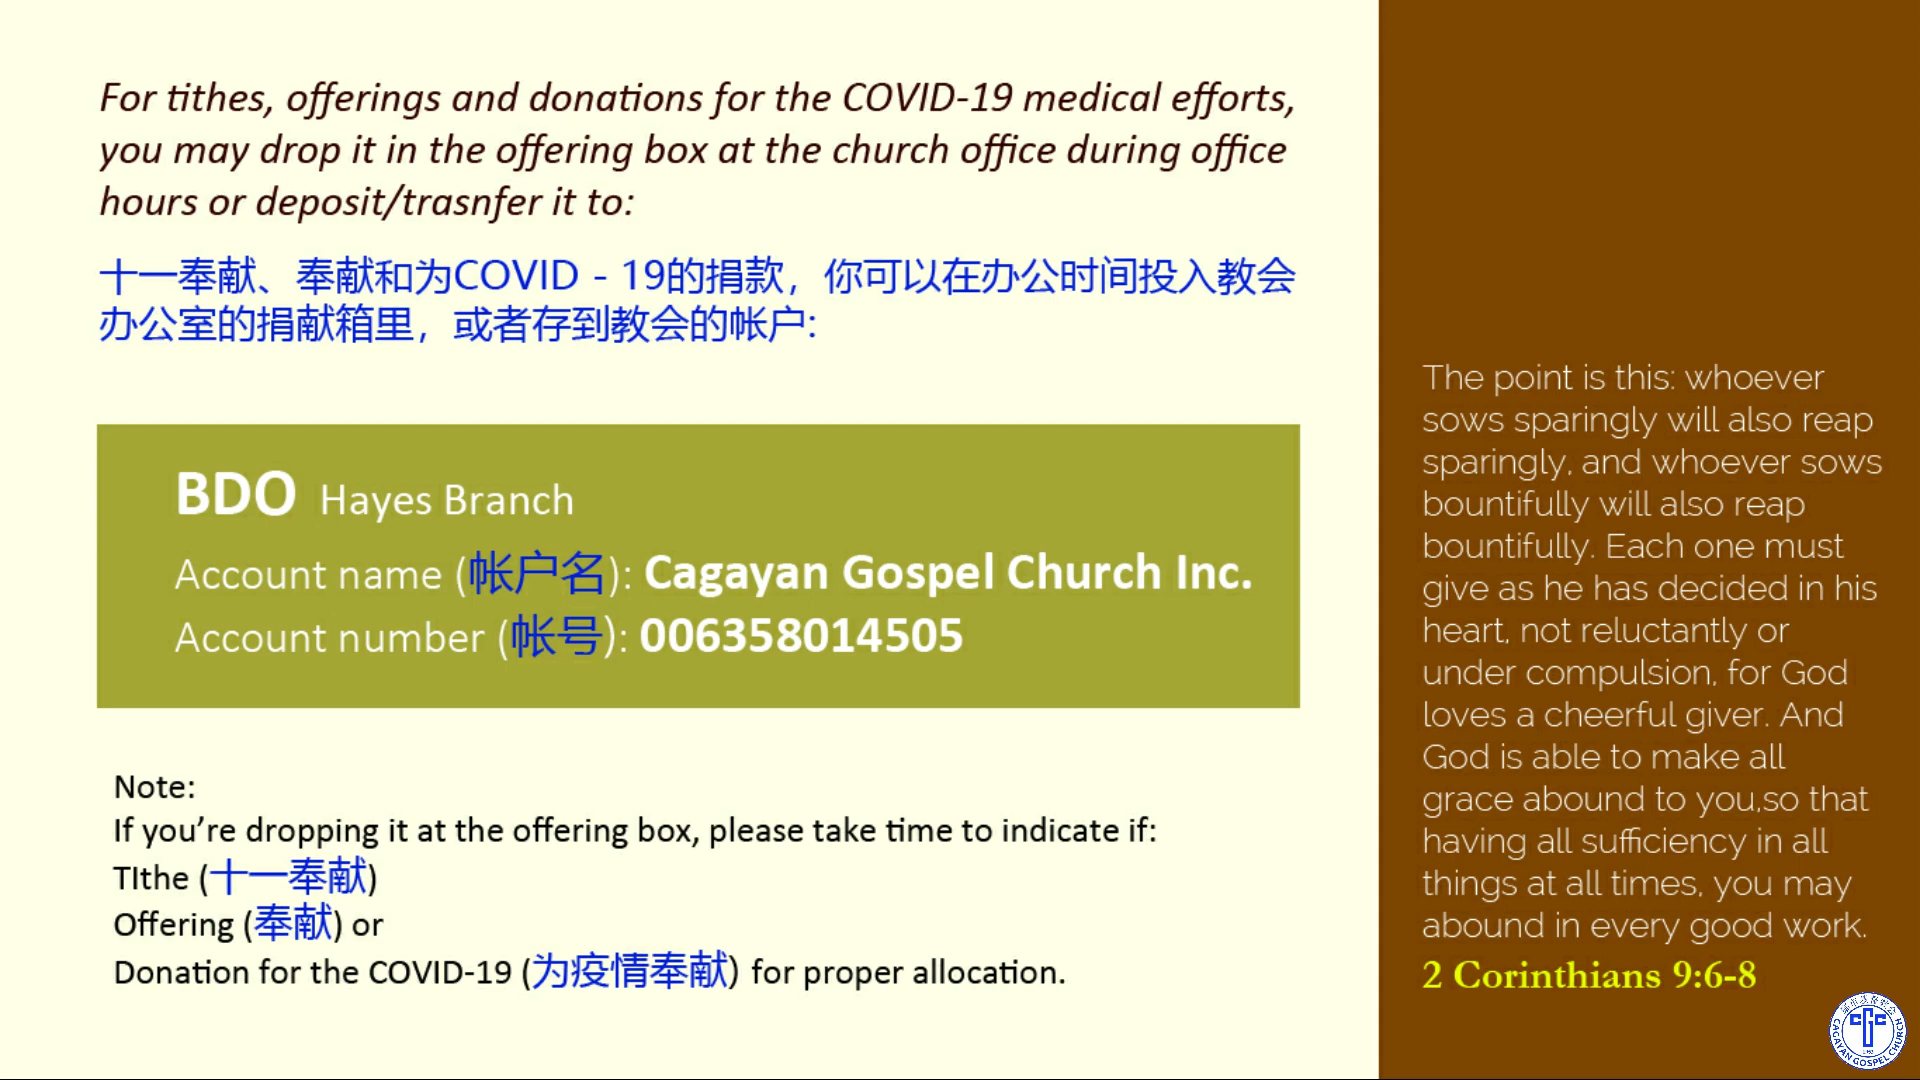 For tithes, offerings and donations for the COVID-19 medical efforts,
you may drop it in the offering box at the church office during office
hours or deposit/trasnfer it to:
十一奉献、奉献和为COVID - 19的捐款，你可以在办公时间投入教会
办公室的捐献箱里，或者存到教会的帐户:
BDO Hayes Branch
Account name (帐户名): Cagayan Gospel Church Inc.
Account number (帐号): 006358014505
Note:
If you’re dropping it at the offering box, please take time to indicate if:
TIthe (十一奉献)
Offering (奉献) or
Donation for the COVID-19 (为疫情奉献) for proper allocation.
The point is this: whoever
sows sparingly will also reap
sparingly, and whoever sows
bountifully will also reap
bountifully. Each one must
give as he has decided in his
heart, not reluctantly or
under compulsion, for God
loves a cheerful giver. And
God is able to make all
grace abound to you,so that
having all sufficiency in all
things at all times, you may
abound in every good work.
2 Corinthians 9:6-8
CAGAYAN GOSPEL CHURCH